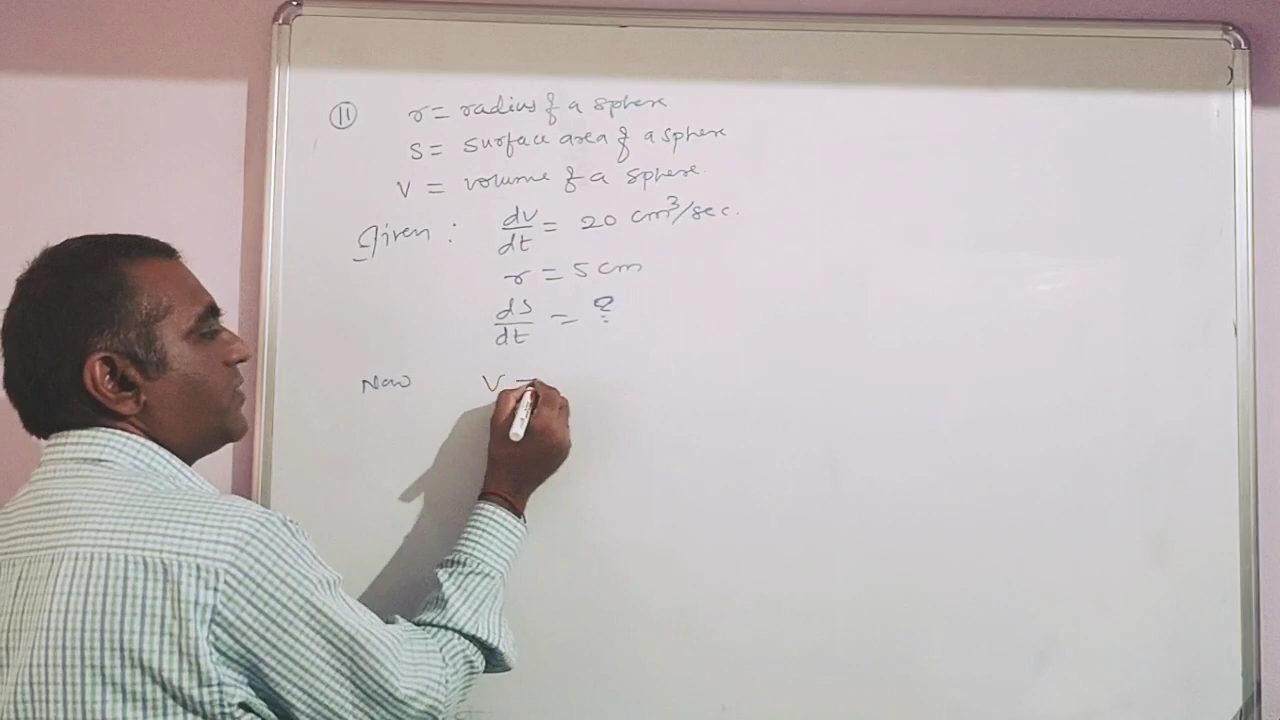 11 r = radius of a sphere
S = surface area of a sphere
V = volume of a sphere.
Given : dv/dt = 20 cm³/sec.
r = 5 cm
ds/dt = ?
Now V =